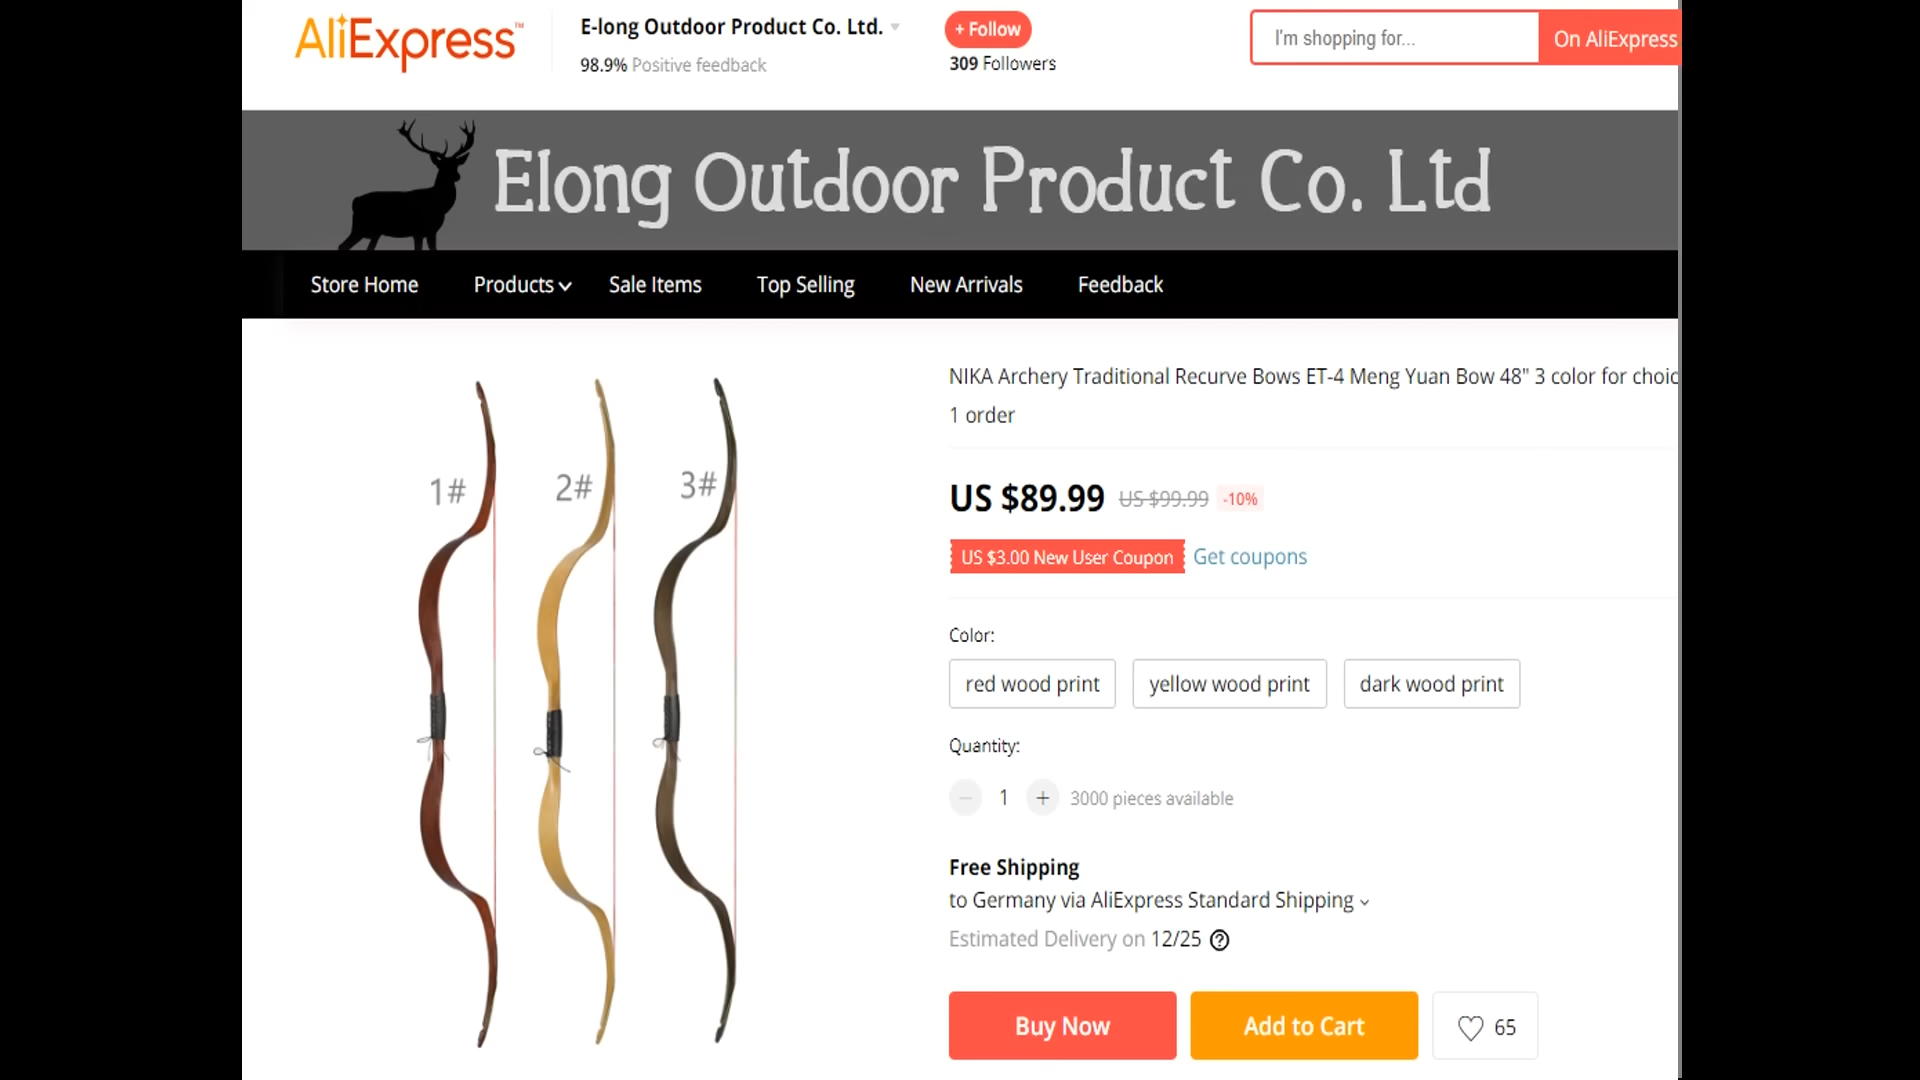 AliExpress™
E-long Outdoor Product Co. Ltd.
98.9% Positive feedback
+ Follow
309 Followers
I'm shopping for...
On AliExpress
Elong Outdoor Product Co. Ltd
Store Home Products Sale Items Top Selling New Arrivals Feedback
1# 2# 3#
NIKA Archery Traditional Recurve Bows ET-4 Meng Yuan Bow 48" 3 color for choic
1 order
US $89.99 US $99.99 -10%
US $3.00 New User Coupon Get coupons
Color:
red wood print yellow wood print dark wood print
Quantity:
− 1 + 3000 pieces available
Free Shipping
to Germany via AliExpress Standard Shipping
Estimated Delivery on 12/25 ?
Buy Now Add to Cart 65